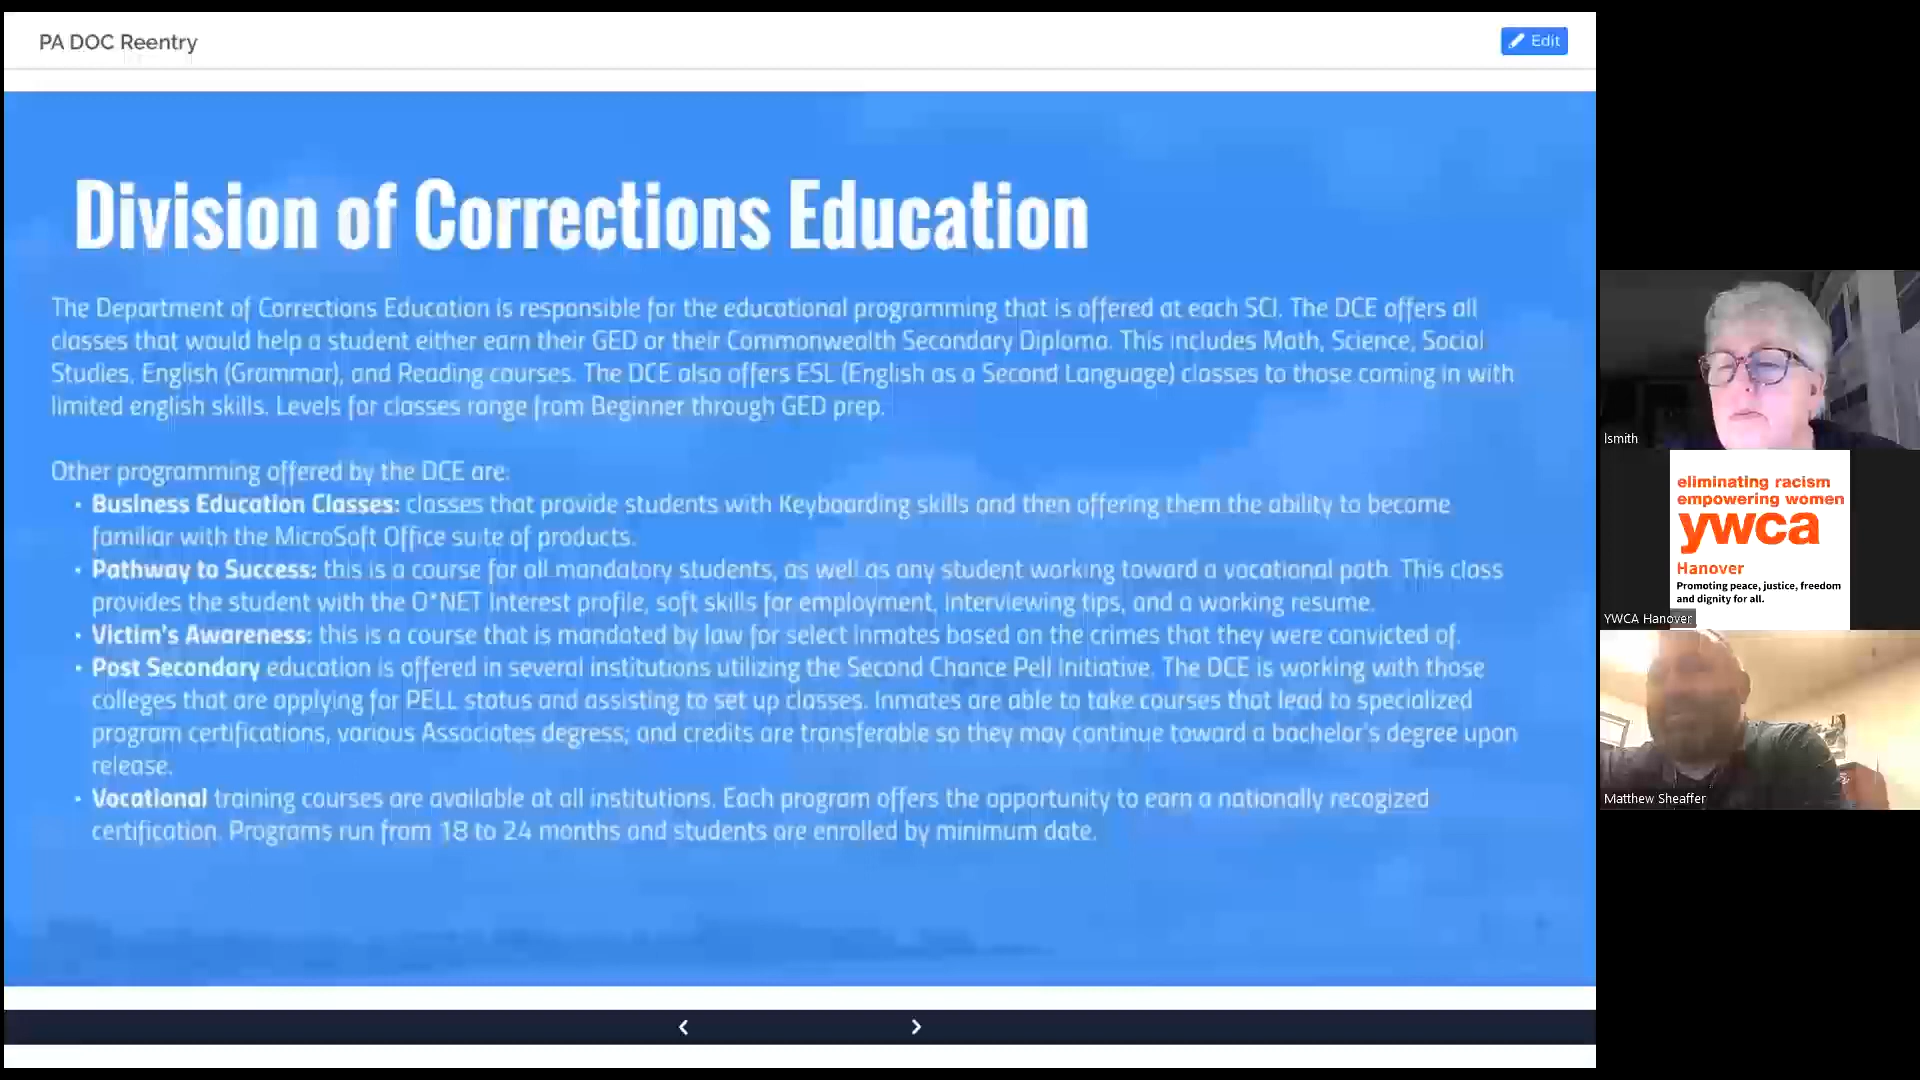 PA DOC Reentry
Edit
Division of Corrections Education
The Department of Corrections Education is responsible for the educational programming that is offered at each SCI. The DCE offers all
classes that would help a student either earn their GED or their Commonwealth Secondary Diploma. This includes Math, Science, Social
Studies, English (Grammar), and Reading courses. The DCE also offers ESL (English as a Second Language) classes to those coming in with
limited english skills. Levels for classes range from Beginner through GED prep.
Other programming offered by the DCE are:
• Business Education Classes: classes that provide students with Keyboarding skills and then offering them the ability to become
familiar with the MicroSoft Office suite of products.
• Pathway to Success: this is a course for all mandatory students, as well as any student working toward a vocational path. This class
provides the student with the O*NET Interest profile, soft skills for employment, interviewing tips, and a working resume.
• Victim's Awareness: this is a course that is mandated by law for select inmates based on the crimes that they were convicted of.
• Post Secondary education is offered in several institutions utilizing the Second Chance Pell Initiative. The DCE is working with those
colleges that are applying for PELL status and assisting to set up classes. Inmates are able to take courses that lead to specialized
program certifications, various Associates degress; and credits are transferable so they may continue toward a bachelor's degree upon
release.
• Vocational training courses are available at all institutions. Each program offers the opportunity to earn a nationally recognized
certification. Programs run from 18 to 24 months and students are enrolled by minimum date.
lsmith
eliminating racism
empowering women
ywca
Hanover
Promoting peace, justice, freedom
and dignity for all.
YWCA Hanover
Matthew Sheaffer